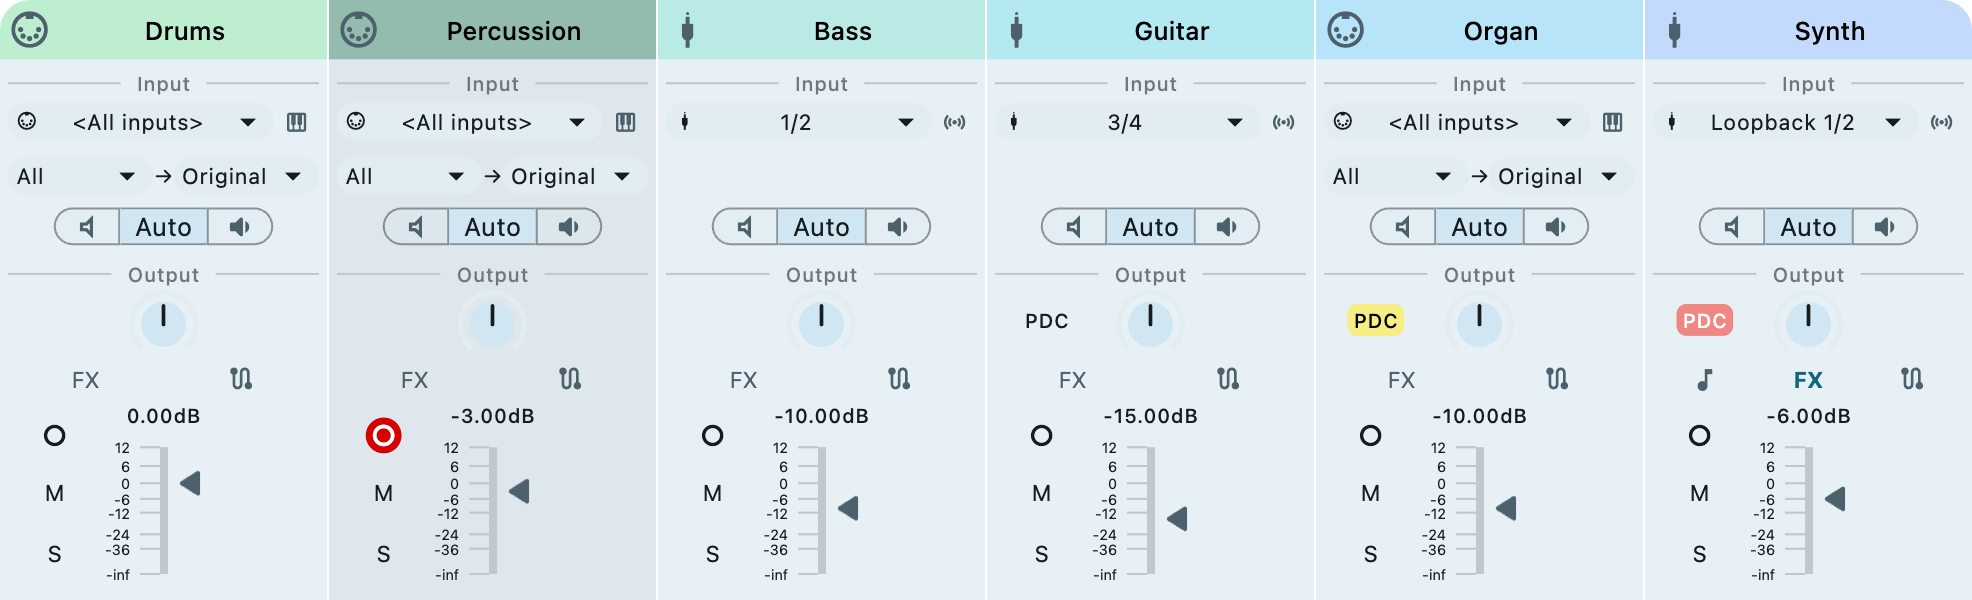 Drums Percussion Bass Guitar Organ Synth
Input Input Input Input Input Input
<All inputs> <All inputs> 1/2 3/4 <All inputs> Loopback 1/2
All → Original All → Original All → Original
Auto Auto Auto Auto Auto Auto
Output Output Output Output Output Output
PDC PDC PDC
FX FX FX FX FX FX
0.00dB -3.00dB -10.00dB -15.00dB -10.00dB -6.00dB
12 12 12 12 12 12
6 6 6 6 6 6
0 0 0 0 0 0
M -6 M -6 M -6 M -6 M -6 M -6
-12 -12 -12 -12 -12 -12
-24 -24 -24 -24 -24 -24
S -36 S -36 S -36 S -36 S -36 S -36
-inf -inf -inf -inf -inf -inf